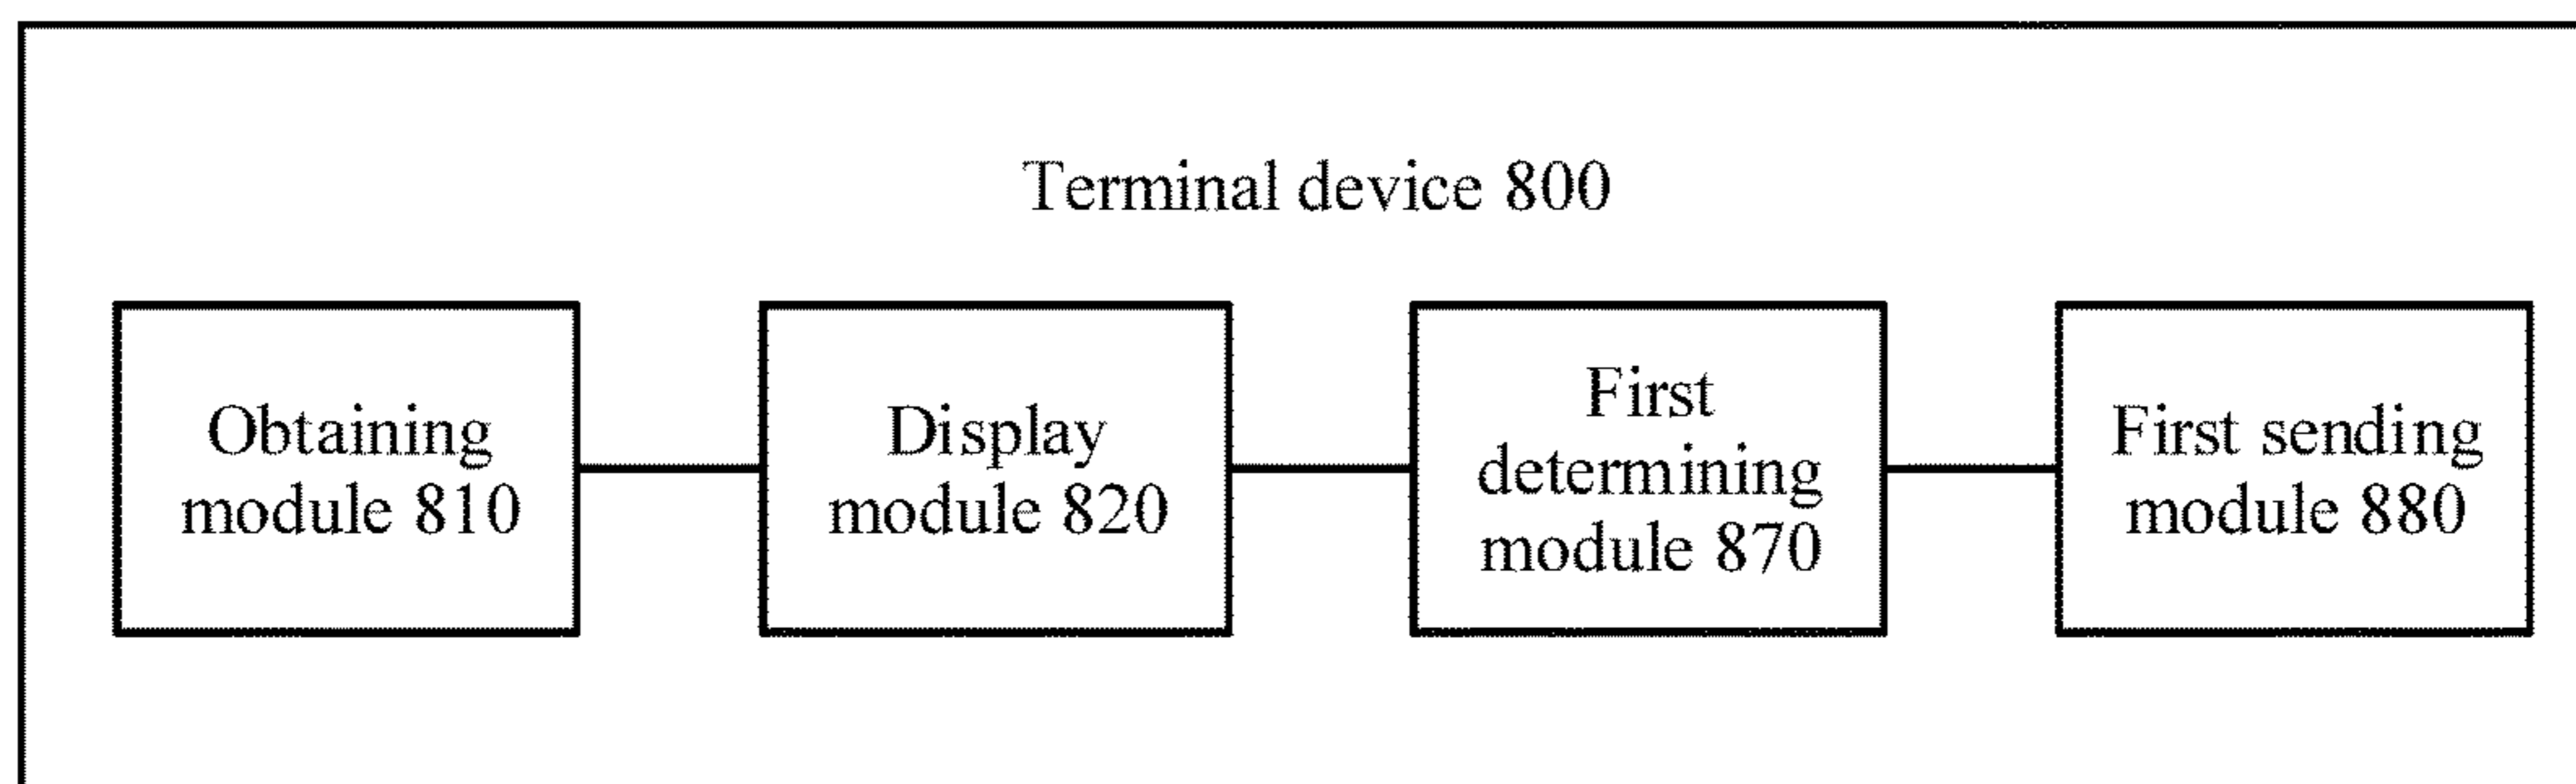 Terminal device 800
Obtaining
module 810
Display
module 820
First
determining
module 870
First sending
module 880